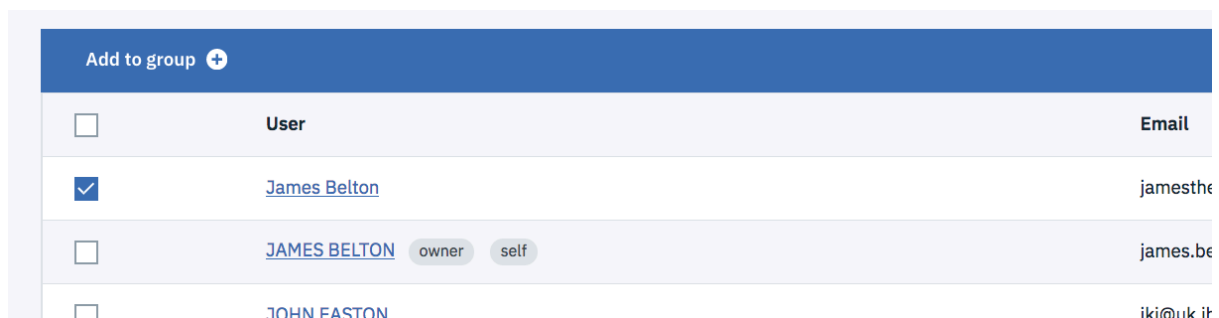 Add to group
User Email
James Belton jamesthe
JAMES BELTON owner self james.be
JOHN EASTON